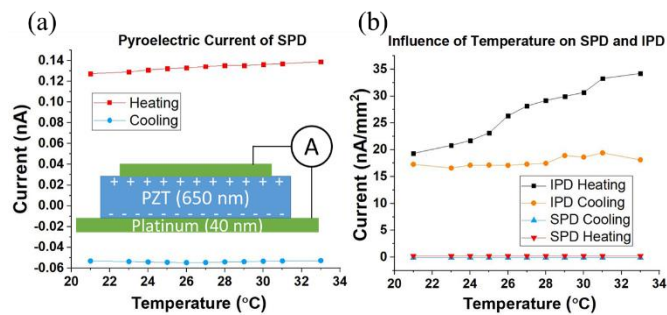 (a)
Pyroelectric Current of SPD
Current (nA)
0.14
0.12
0.10
0.08
0.06
0.04
0.02
0.00
-0.02
-0.04
-0.06
Heating
Cooling
A
+ + + + + + + + + +
PZT (650 nm)
- - - - - - - - - - - -
Platinum (40 nm)
20 22 24 26 28 30 32 34
Temperature (°C)
(b)
Influence of Temperature on SPD and IPD
Current (nA/mm²)
35
30
25
20
15
10
5
0
IPD Heating
IPD Cooling
SPD Cooling
SPD Heating
20 22 24 26 28 30 32 34
Temperature (°C)